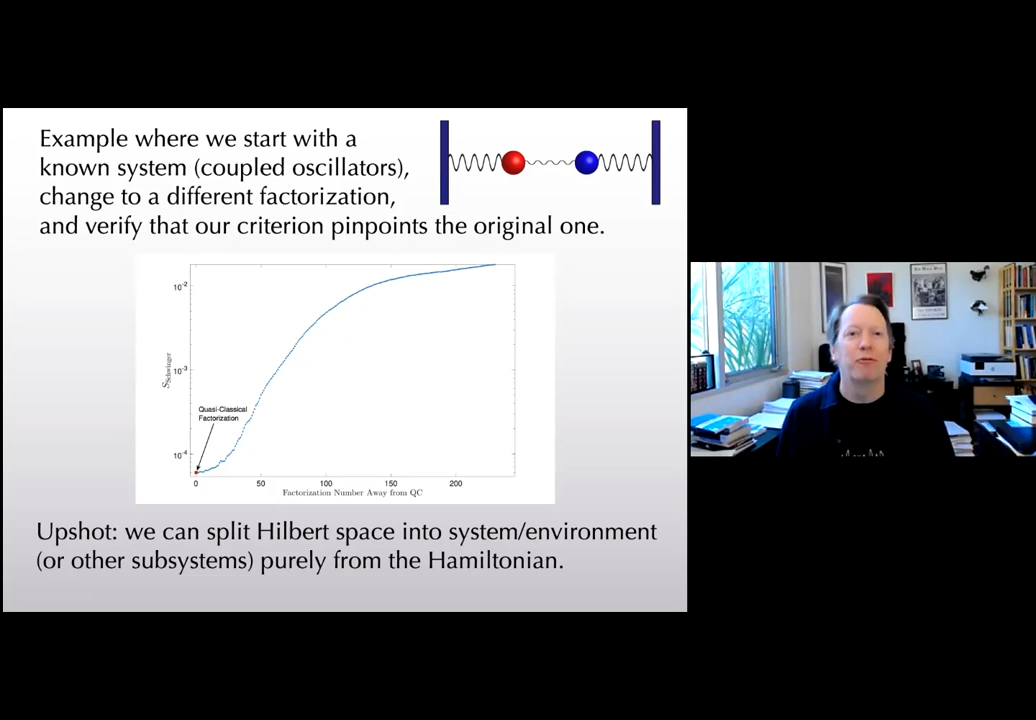 Example where we start with a
known system (coupled oscillators),
change to a different factorization,
and verify that our criterion pinpoints the original one.
10-2
10-3
10-4
S Schwinger
Quasi-Classical
Factorization
0 50 100 150 200
Factorization Number Away from QC
Upshot: we can split Hilbert space into system/environment
(or other subsystems) purely from the Hamiltonian.